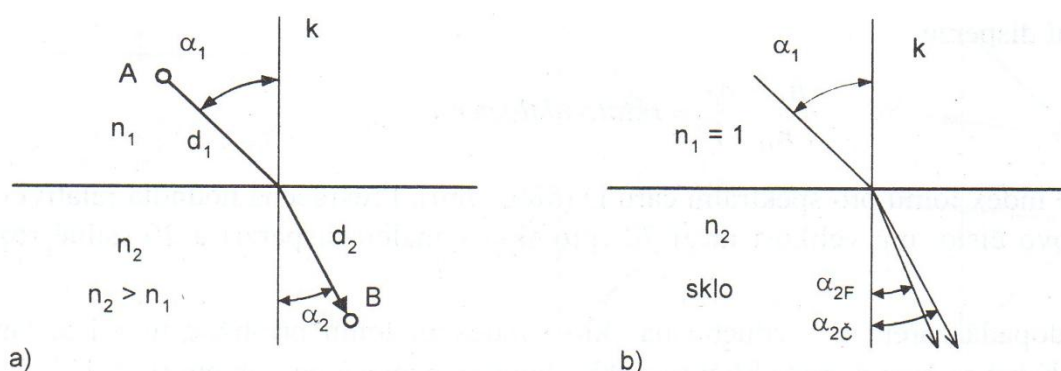 k
α₁
A
n₁
d₁
n₂
d₂
n₂ > n₁
B
α₂
a)
α₁
k
n₁ = 1
n₂
sklo
α₂F
α₂Č
b)